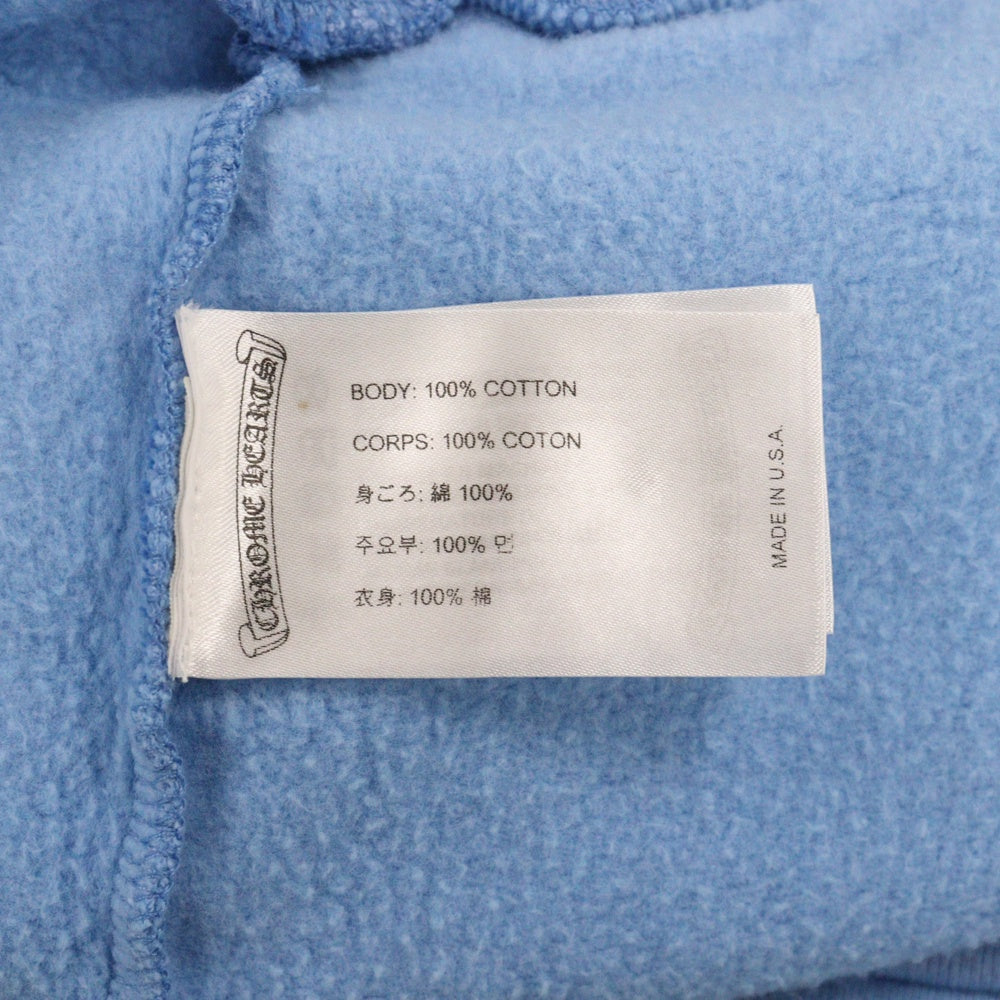 CHROME HEARTS
BODY: 100% COTTON
CORPS: 100% COTON
身ごろ: 綿 100%
주요부: 100% 면
衣身: 100% 棉
MADE IN U.S.A.